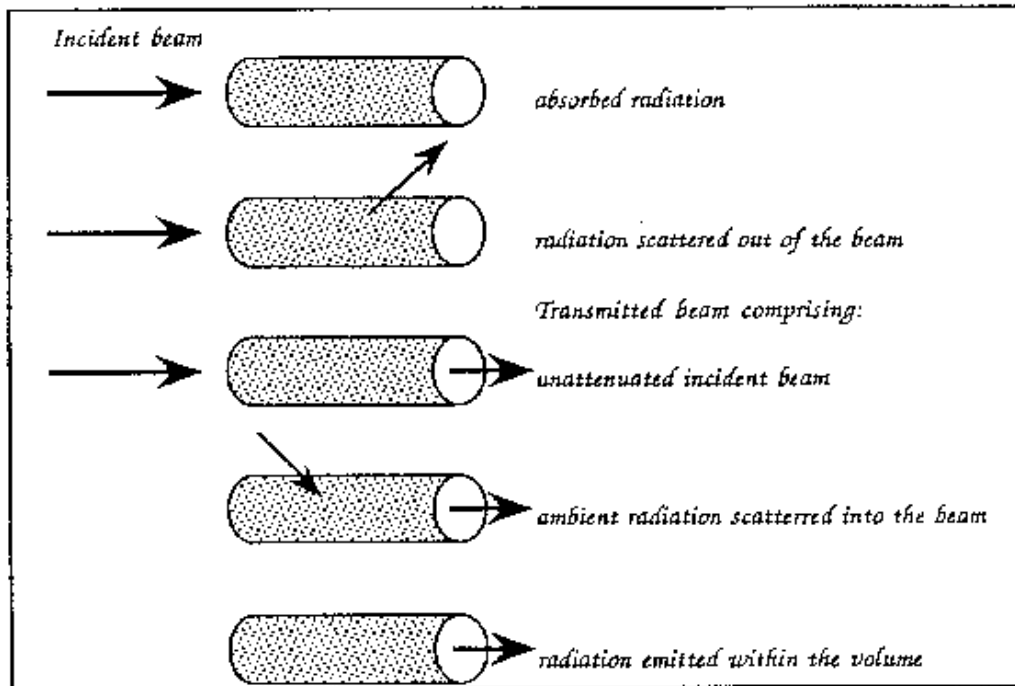 Incident beam
absorbed radiation
radiation scattered out of the beam
Transmitted beam comprising:
unattenuated incident beam
ambient radiation scatterred into the beam
radiation emitted within the volume